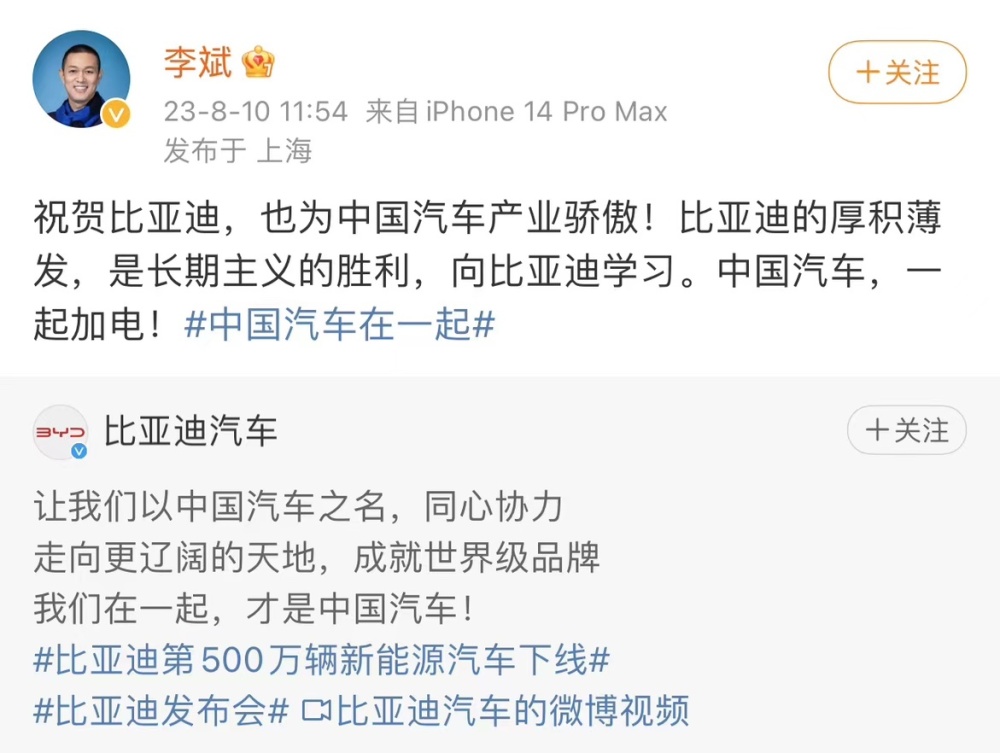 李斌
+关注
23-8-10 11:54 来自 iPhone 14 Pro Max
发布于 上海
祝贺比亚迪，也为中国汽车产业骄傲！比亚迪的厚积薄
发，是长期主义的胜利，向比亚迪学习。中国汽车，一
起加电！#中国汽车在一起#
BYD
比亚迪汽车
+关注
让我们以中国汽车之名，同心协力
走向更辽阔的天地，成就世界级品牌
我们在一起，才是中国汽车！
#比亚迪第500万辆新能源汽车下线#
#比亚迪发布会# 比亚迪汽车的微博视频